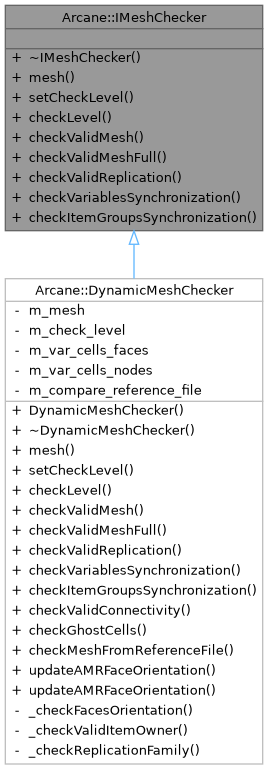 Arcane::IMeshChecker
+ ~IMeshChecker()
+ mesh()
+ setCheckLevel()
+ checkLevel()
+ checkValidMesh()
+ checkValidMeshFull()
+ checkValidReplication()
+ checkVariablesSynchronization()
+ checkItemGroupsSynchronization()
Arcane::DynamicMeshChecker
- m_mesh
- m_check_level
- m_var_cells_faces
- m_var_cells_nodes
- m_compare_reference_file
+ DynamicMeshChecker()
+ ~DynamicMeshChecker()
+ mesh()
+ setCheckLevel()
+ checkLevel()
+ checkValidMesh()
+ checkValidMeshFull()
+ checkValidReplication()
+ checkVariablesSynchronization()
+ checkItemGroupsSynchronization()
+ checkValidConnectivity()
+ checkGhostCells()
+ checkMeshFromReferenceFile()
+ updateAMRFaceOrientation()
+ updateAMRFaceOrientation()
- _checkFacesOrientation()
- _checkValidItemOwner()
- _checkReplicationFamily()